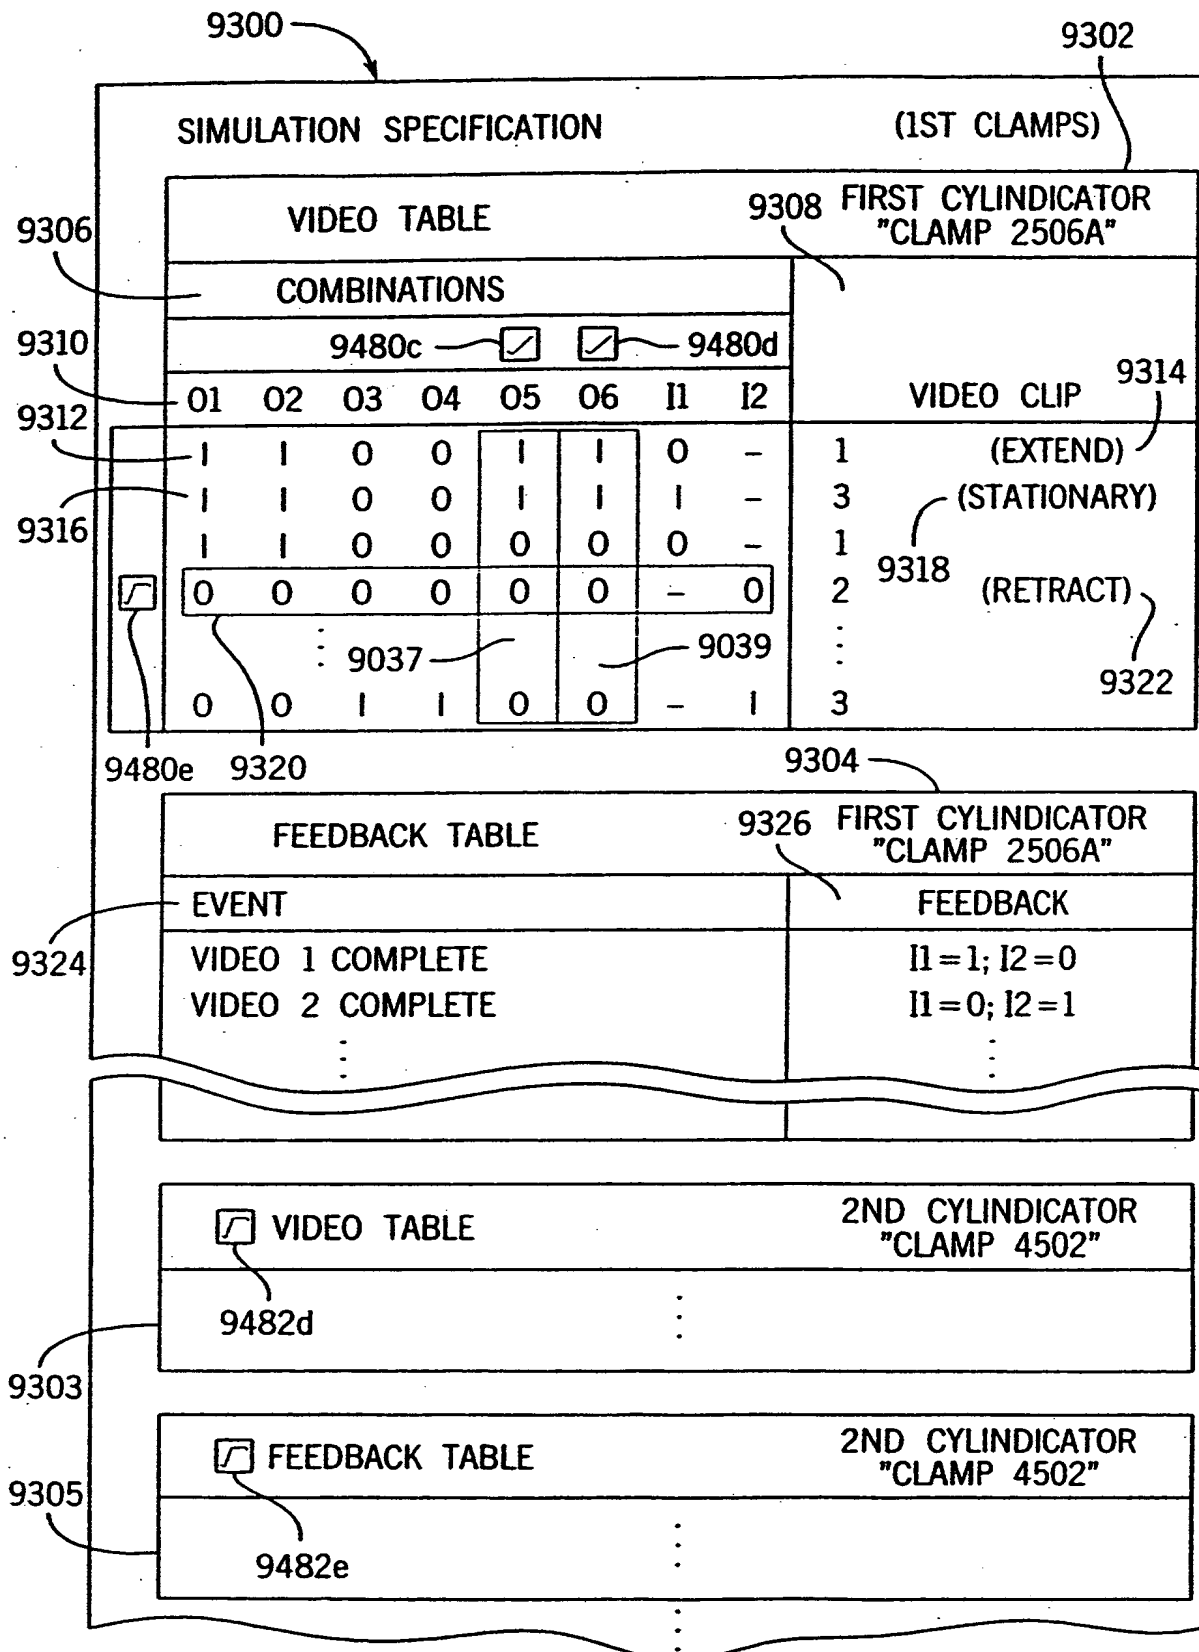 9300
9302
SIMULATION SPECIFICATION (1ST CLAMPS)
VIDEO TABLE
9308 FIRST CYLINDICATOR
"CLAMP 2506A"
9306
COMBINATIONS
9310
9480c 9480d
9314
O1 O2 O3 O4 O5 O6 I1 I2 VIDEO CLIP
9312
1 1 0 0 1 1 0 – 1 (EXTEND)
9316
1 1 0 0 1 1 1 – 3 (STATIONARY)
1 1 0 0 0 0 0 – 1
9318
0 0 0 0 0 0 – 0 2 (RETRACT)
9037 9039
9322
0 0 1 1 0 0 – 1 3
9480e 9320
9304
FEEDBACK TABLE
9326 FIRST CYLINDICATOR
"CLAMP 2506A"
EVENT FEEDBACK
9324
VIDEO 1 COMPLETE I1=1; I2=0
VIDEO 2 COMPLETE I1=0; I2=1
VIDEO TABLE
2ND CYLINDICATOR
"CLAMP 4502"
9482d
9303
FEEDBACK TABLE
2ND CYLINDICATOR
"CLAMP 4502"
9305
9482e